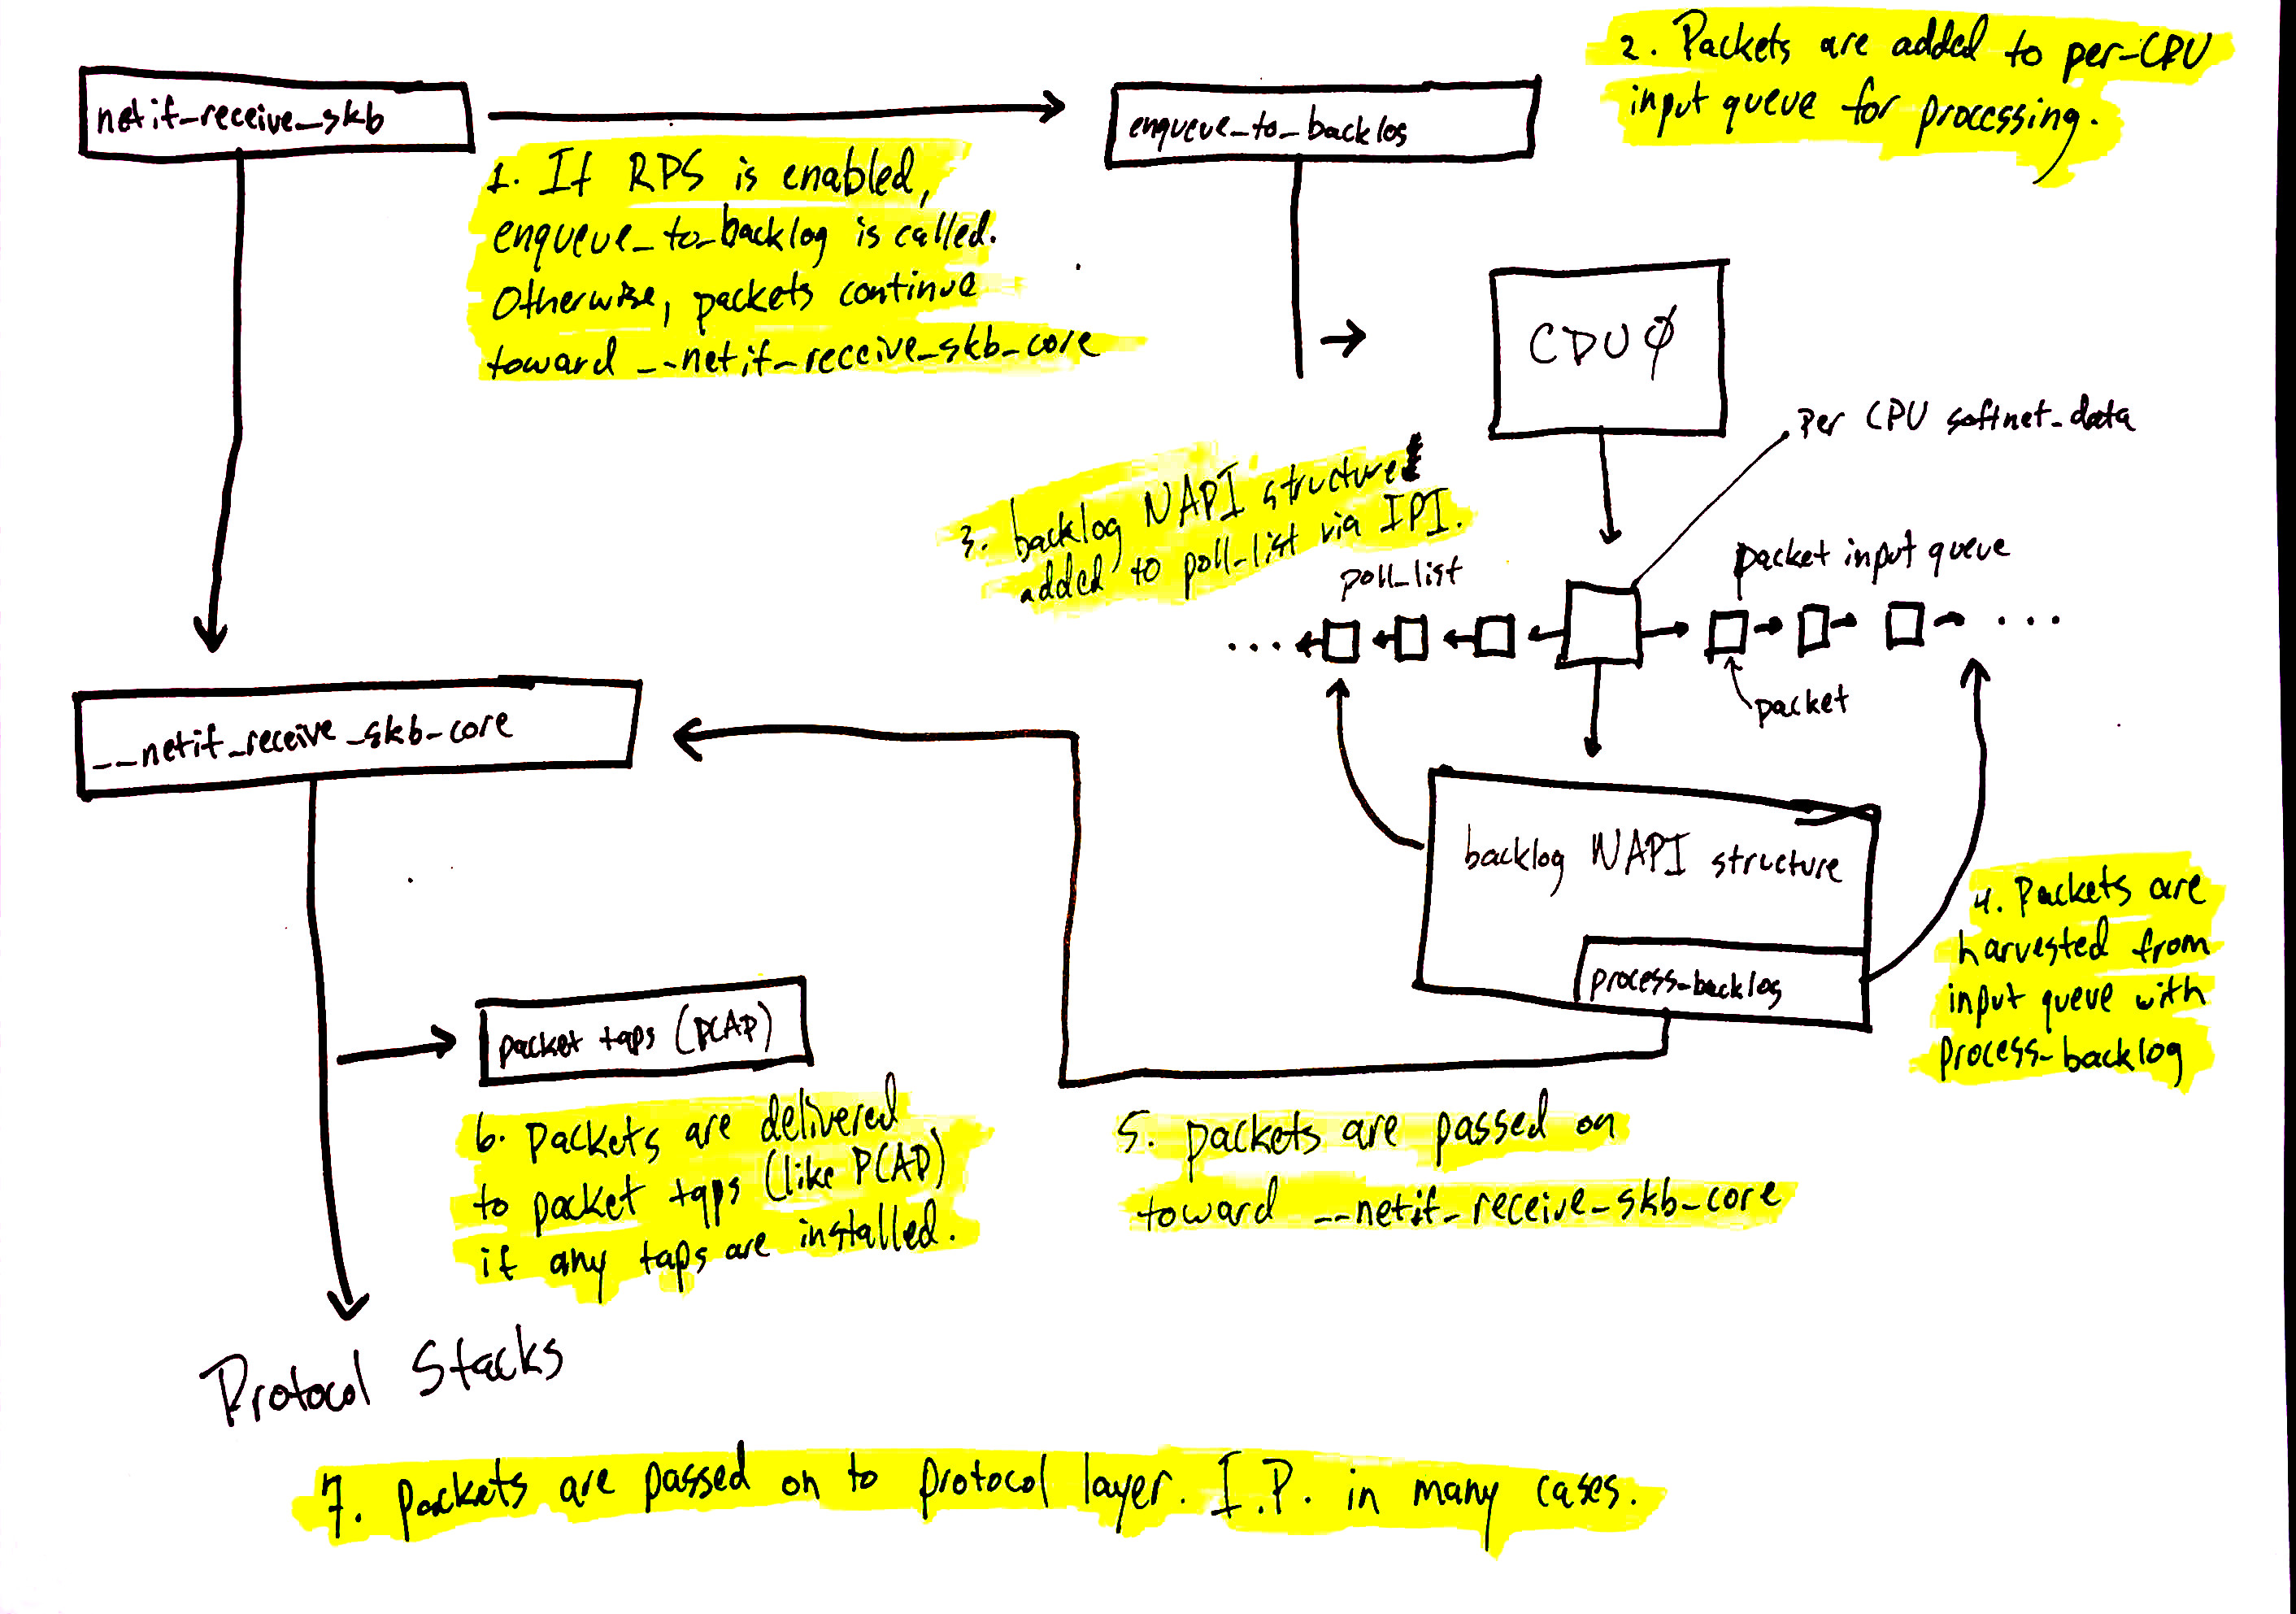 netif_receive_skb
enqueue_to_backlog
2. Packets are added to per-CPU
input queue for processing.
1. If RPS is enabled,
enqueue_to_backlog is called.
Otherwise, packets continue
toward __netif_receive_skb_core
CPU 0
Per CPU softnet_data
3. backlog NAPI structure
added to poll_list via IPI.
poll_list
packet input queue
...
...
packet
__netif_receive_skb_core
backlog NAPI structure
process_backlog
4. Packets are
harvested from
input queue with
process_backlog
packet taps (PCAP)
6. packets are delivered
to packet taps (like PCAP)
if any taps are installed.
5. packets are passed on
toward __netif_receive_skb_core
Protocol Stacks
7. packets are passed on to protocol layer. I.P. in many cases.